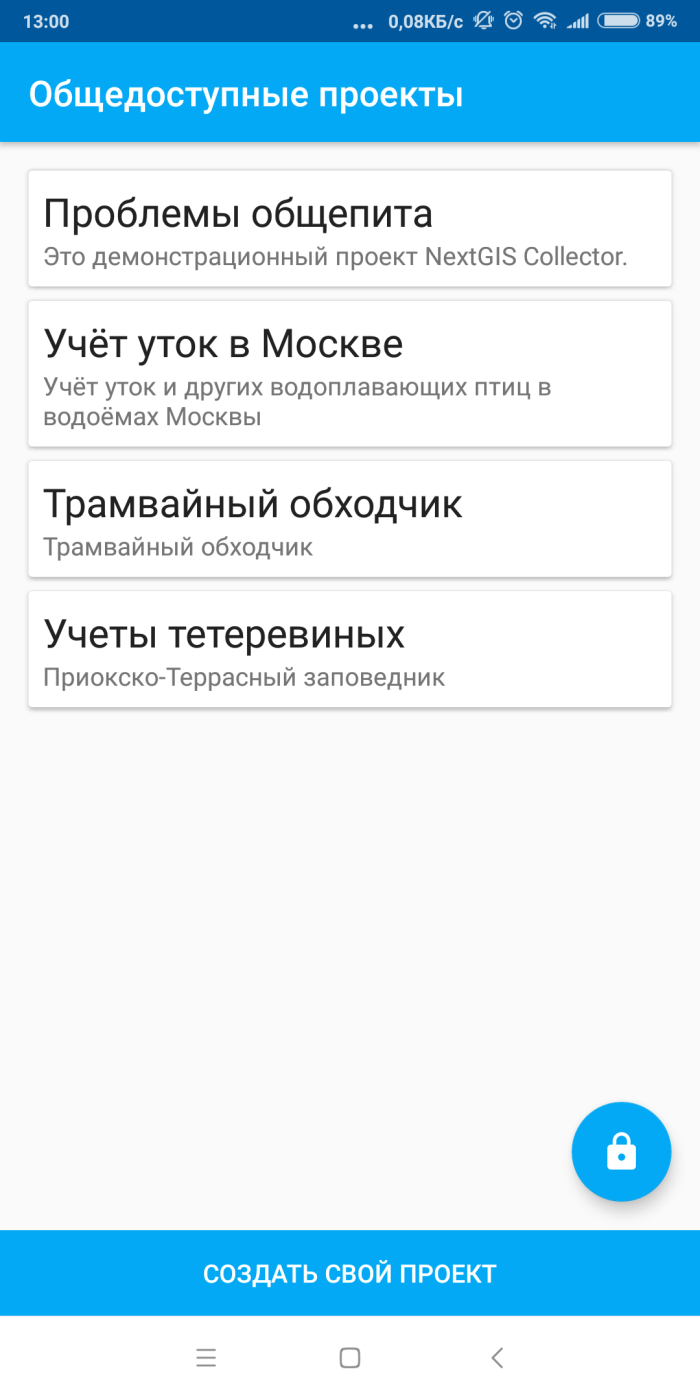 13:00
... 0,08КБ/с 89%
Общедоступные проекты
Проблемы общепита
Это демонстрационный проект NextGIS Collector.
Учёт уток в Москве
Учёт уток и других водоплавающих птиц в
водоёмах Москвы
Трамвайный обходчик
Трамвайный обходчик
Учеты тетеревиных
Приокско-Террасный заповедник
СОЗДАТЬ СВОЙ ПРОЕКТ